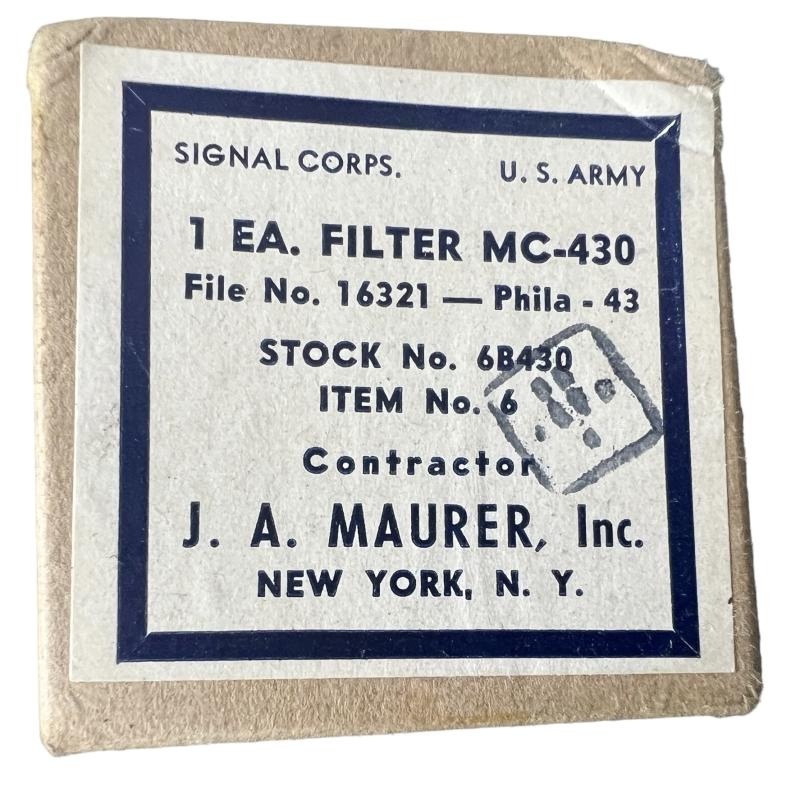 SIGNAL CORPS. U. S. ARMY
1 EA. FILTER MC-430
File No. 16321 — Phila - 43
STOCK No. 6B430
ITEM No. 6
Contractor
J. A. MAURER, Inc.
NEW YORK, N. Y.